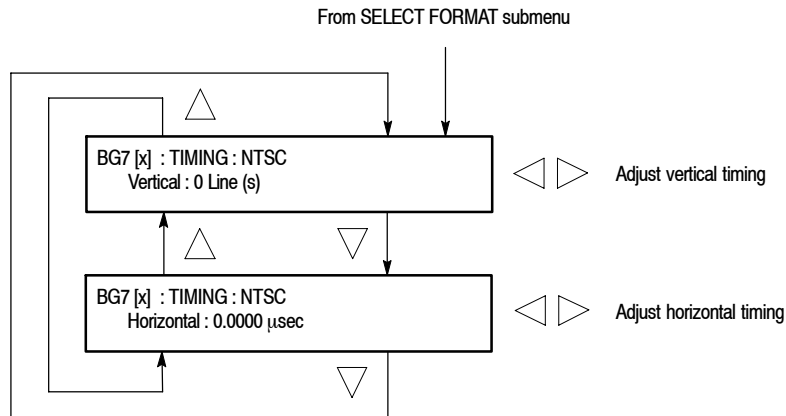 From SELECT FORMAT submenu
BG7 [x] : TIMING : NTSC
Vertical : 0 Line (s)
Adjust vertical timing
BG7 [x] : TIMING : NTSC
Horizontal : 0.0000 μsec
Adjust horizontal timing